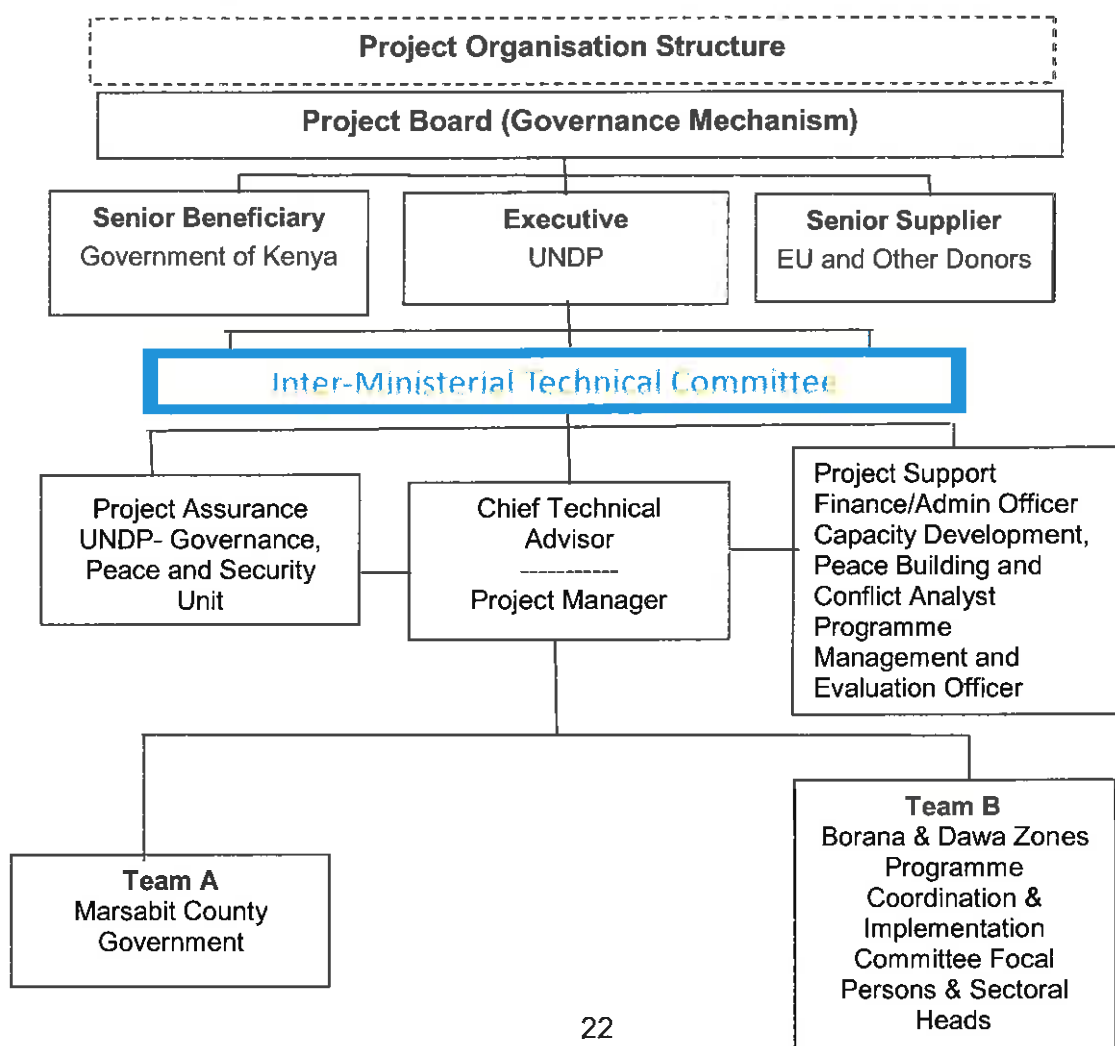 Project Organisation Structure
Project Board (Governance Mechanism)
Senior Beneficiary
Government of Kenya
Executive
UNDP
Senior Supplier
EU and Other Donors
Inter-Ministerial Technical Committee
Project Assurance
UNDP- Governance,
Peace and Security
Unit
Chief Technical
Advisor
----------
Project Manager
Project Support
Finance/Admin Officer
Capacity Development,
Peace Building and
Conflict Analyst
Programme
Management and
Evaluation Officer
Team A
Marsabit County
Government
Team B
Borana & Dawa Zones
Programme
Coordination &
Implementation
Committee Focal
Persons & Sectoral
Heads
22